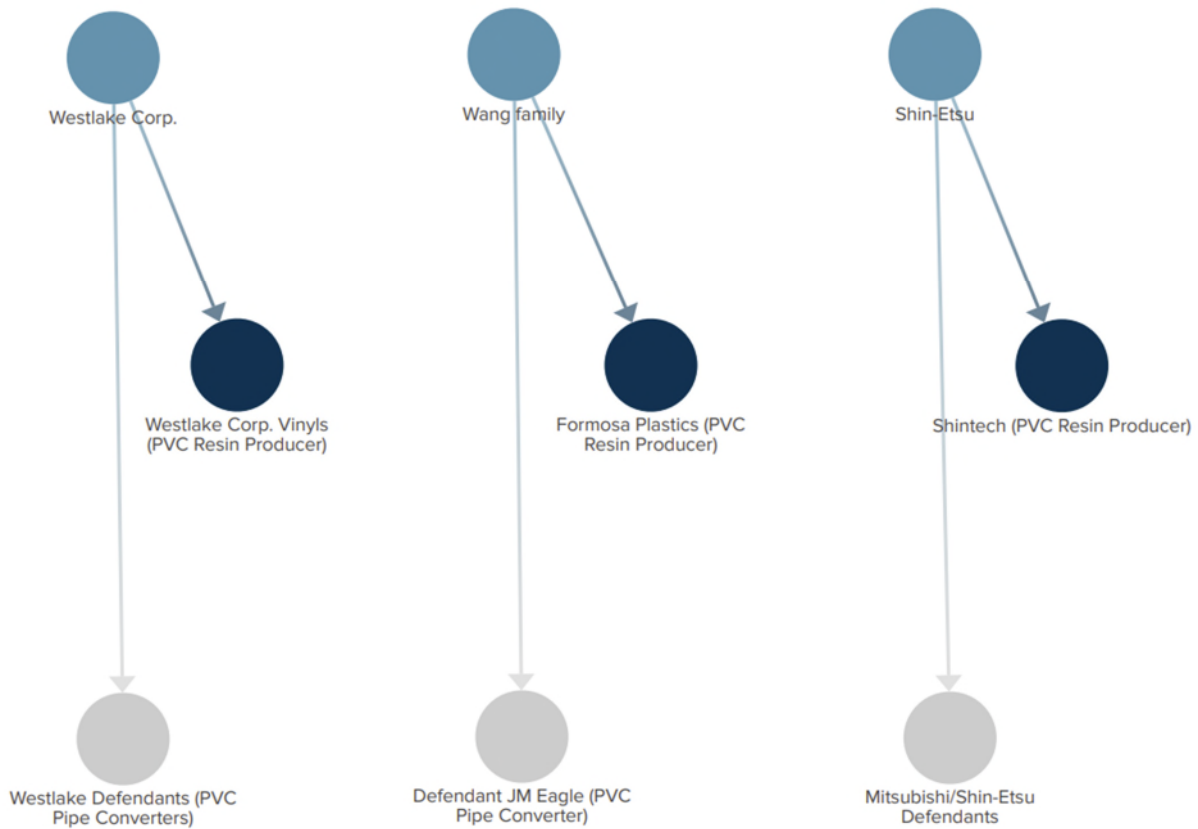 Westlake Corp.
Wang family
Shin-Etsu
Westlake Corp. Vinyls
(PVC Resin Producer)
Formosa Plastics (PVC
Resin Producer)
Shintech (PVC Resin Producer)
Westlake Defendants (PVC
Pipe Converters)
Defendant JM Eagle (PVC
Pipe Converter)
Mitsubishi/Shin-Etsu
Defendants